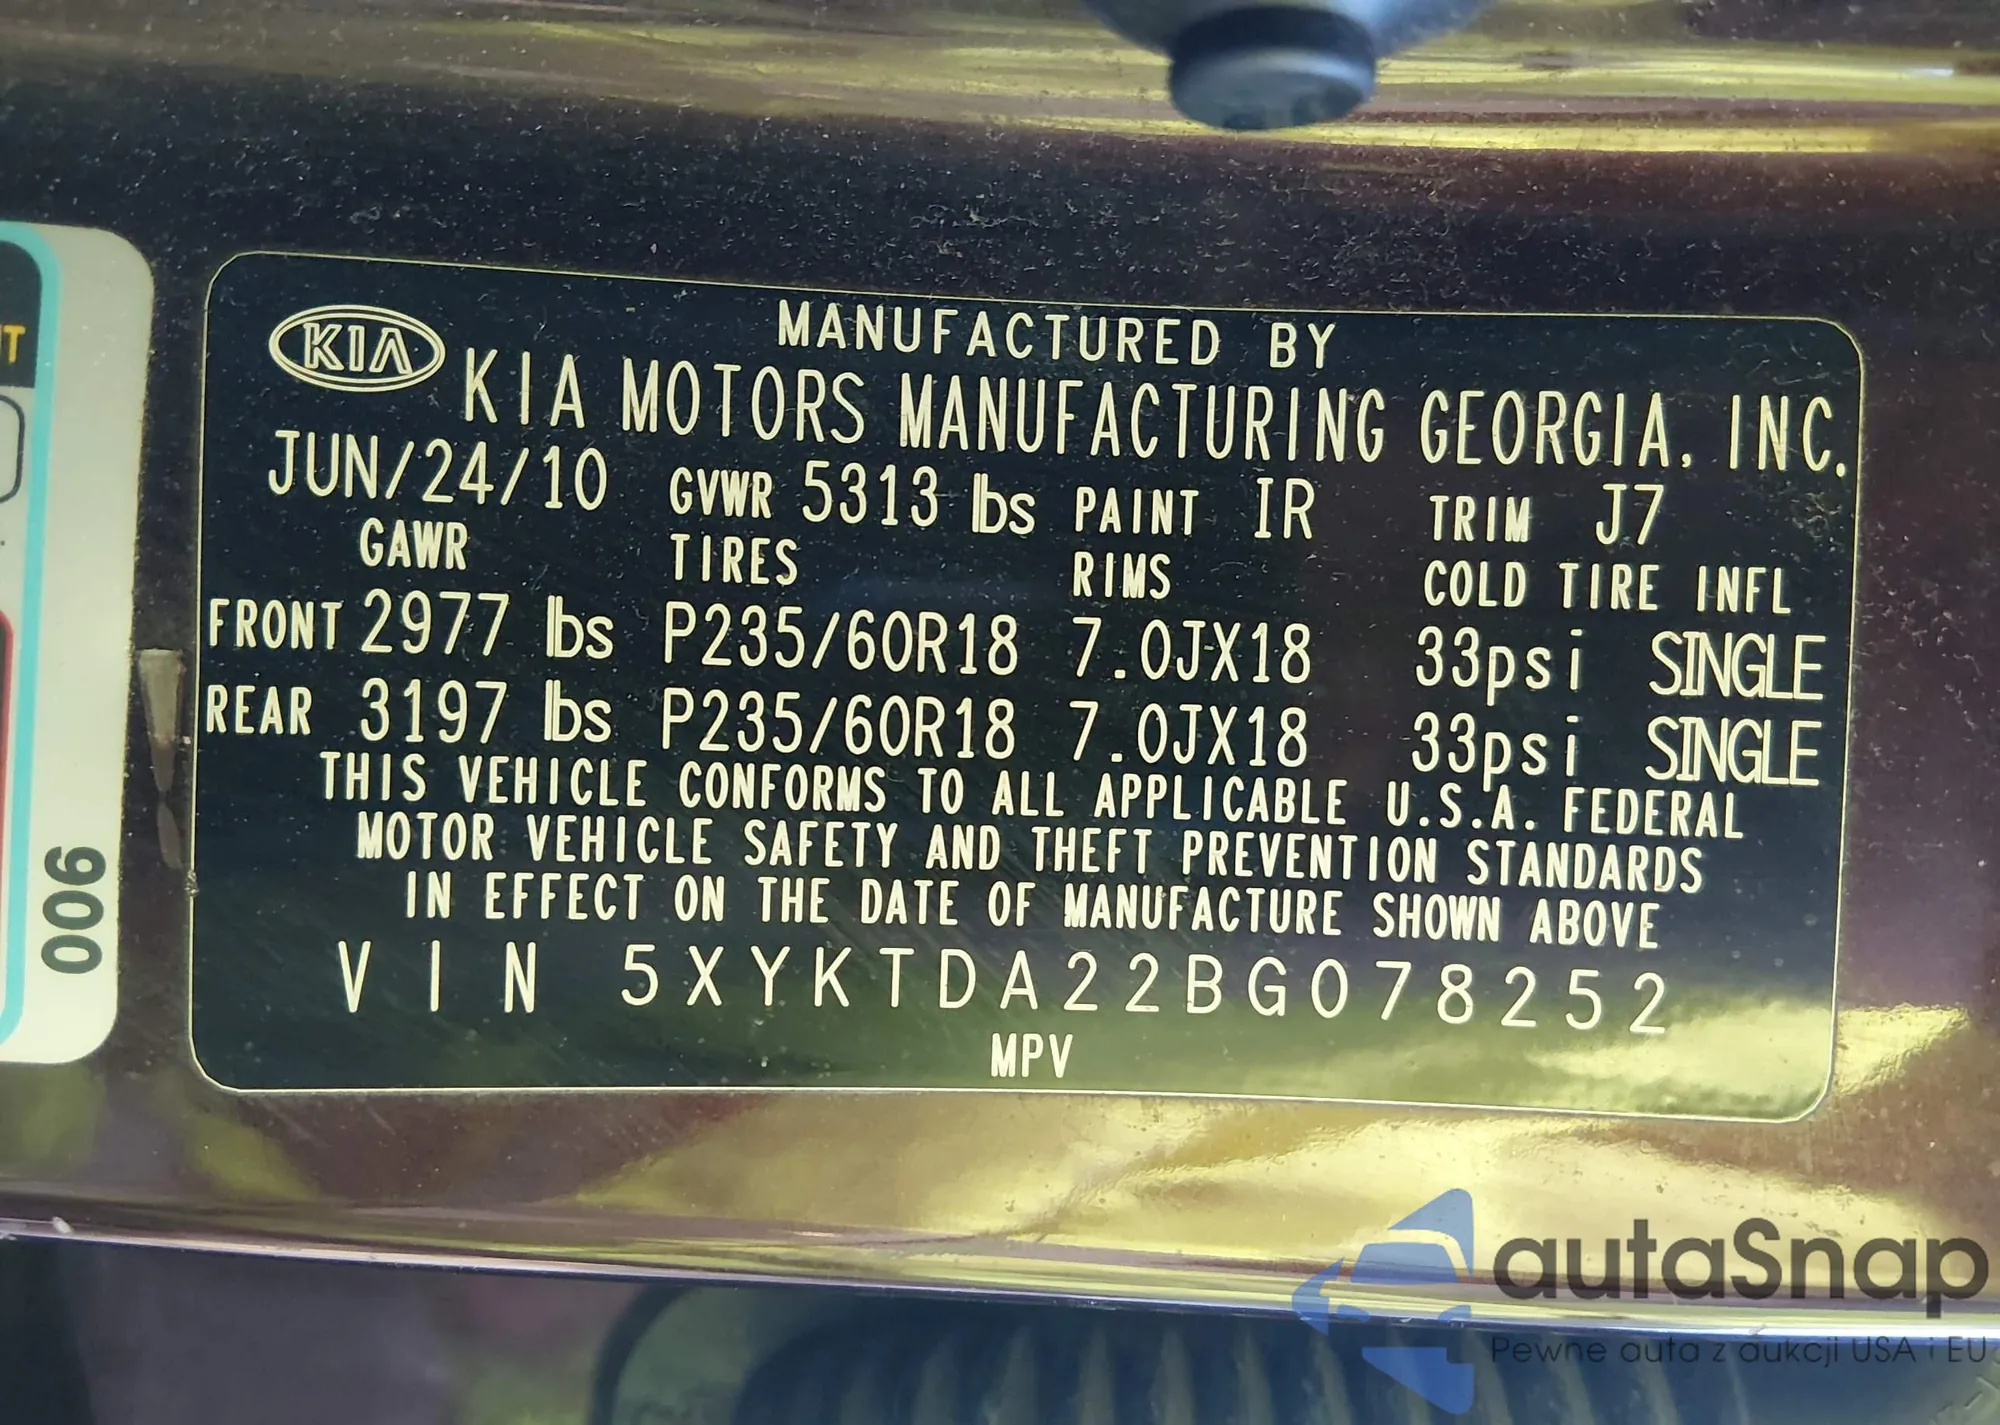 MANUFACTURED BY
KIA KIA MOTORS MANUFACTURING GEORGIA, INC.
JUN/24/10 GVWR 5313 lbs PAINT IR TRIM J7
GAWR TIRES RIMS COLD TIRE INFL
FRONT 2977 lbs P235/60R18 7.0JX18 33psi SINGLE
REAR 3197 lbs P235/60R18 7.0JX18 33psi SINGLE
THIS VEHICLE CONFORMS TO ALL APPLICABLE U.S.A. FEDERAL
MOTOR VEHICLE SAFETY AND THEFT PREVENTION STANDARDS
IN EFFECT ON THE DATE OF MANUFACTURE SHOWN ABOVE
VIN 5XYKTDA22BG078252
MPV
006
autaSnap
Pewne auta z aukcji USA i EU